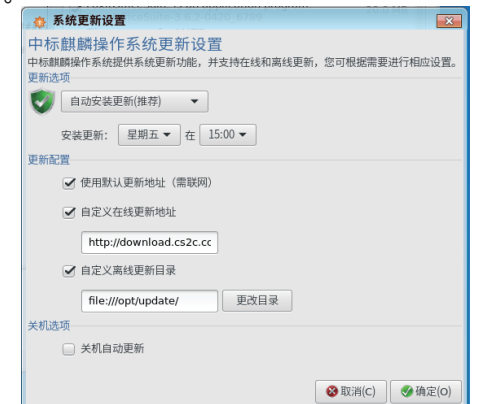 系统更新设置
中标麒麟操作系统更新设置
中标麒麟操作系统提供系统更新功能，并支持在线和离线更新，您可根据需要进行相应设置。
更新选项
自动安装更新(推荐)
安装更新： 星期五 在 15:00
更新配置
使用默认更新地址（需联网）
自定义在线更新地址
http://download.cs2c.cc
自定义离线更新目录
file:///opt/update/ 更改目录
关机选项
关机自动更新
取消(C) 确定(O)